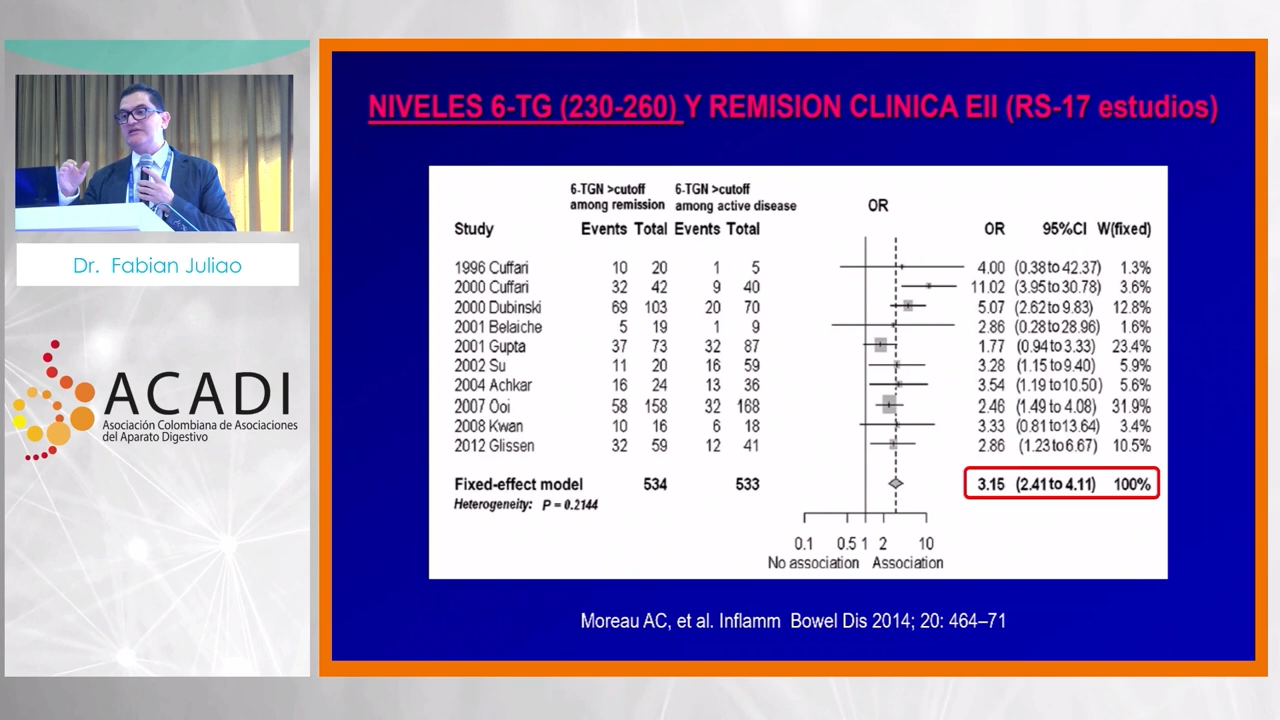 NIVELES 6-TG (230-260) Y REMISION CLINICA EII (RS-17 estudios)
6-TGN >cutoff 6-TGN >cutoff
among remission among active disease OR
Study Events Total Events Total OR 95%CI W(fixed)
1996 Cuffari 10 20 1 5 4.00 (0.38 to 42.37) 1.3%
2000 Cuffari 32 42 9 40 11.02 (3.95 to 30.78) 3.6%
2000 Dubinski 69 103 20 70 5.07 (2.62 to 9.83) 12.8%
2001 Belaiche 5 19 1 9 2.86 (0.28 to 28.96) 1.6%
2001 Gupta 37 73 32 87 1.77 (0.94 to 3.33) 23.4%
2002 Su 11 20 16 59 3.28 (1.15 to 9.40) 5.9%
2004 Achkar 16 24 13 36 3.54 (1.19 to 10.50) 5.6%
2007 Ooi 58 158 32 168 2.46 (1.49 to 4.08) 31.9%
2008 Kwan 10 16 6 18 3.33 (0.81 to 13.64) 3.4%
2012 Glissen 32 59 12 41 2.86 (1.23 to 6.67) 10.5%
Fixed-effect model 534 533 3.15 (2.41 to 4.11) 100%
Heterogeneity: P = 0.2144
0.1 0.5 1 2 10
No association Association
Moreau AC, et al. Inflamm Bowel Dis 2014; 20: 464–71
Dr. Fabian Juliao
ACADI
Asociación Colombiana de Asociaciones
del Aparato Digestivo